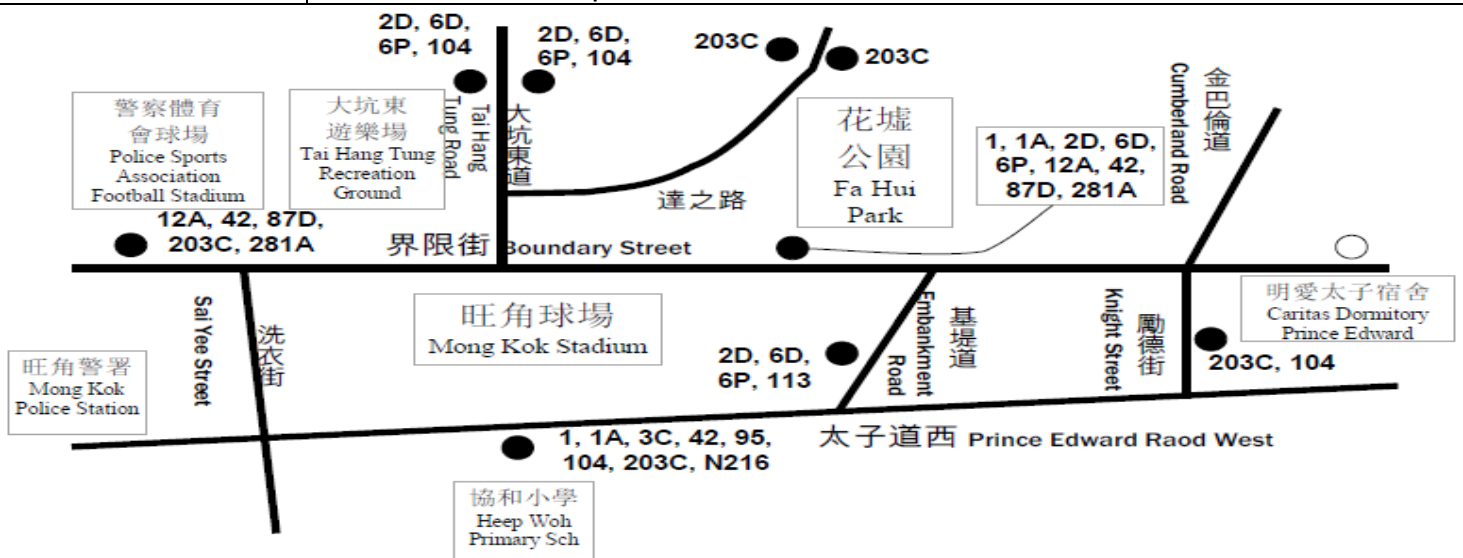 2D, 6D,
6P, 104
2D, 6D,
6P, 104
203C
203C
金巴倫道
Cumberland Road
警察體育
會球場
Police Sports
Association
Football Stadium
大坑東
遊樂場
Tai Hang Tung
Recreation
Ground
Tai Hang
Tung Road
大坑東道
花墟
公園
Fa Hui
Park
1, 1A, 2D, 6D,
6P, 12A, 42,
87D, 281A
達之路
12A, 42, 87D,
203C, 281A
界限街 Boundary Street
Sai Yee Street
洗衣街
旺角球場
Mong Kok Stadium
Embankment
Road
基堤道
Knight Street
勵德街
明愛太子宿舍
Caritas Dormitory
Prince Edward
旺角警署
Mong Kok
Police Station
2D, 6D,
6P, 113
203C, 104
太子道西 Prince Edward Raod West
1, 1A, 3C, 42, 95,
104, 203C, N216
協和小學
Heep Woh
Primary Sch